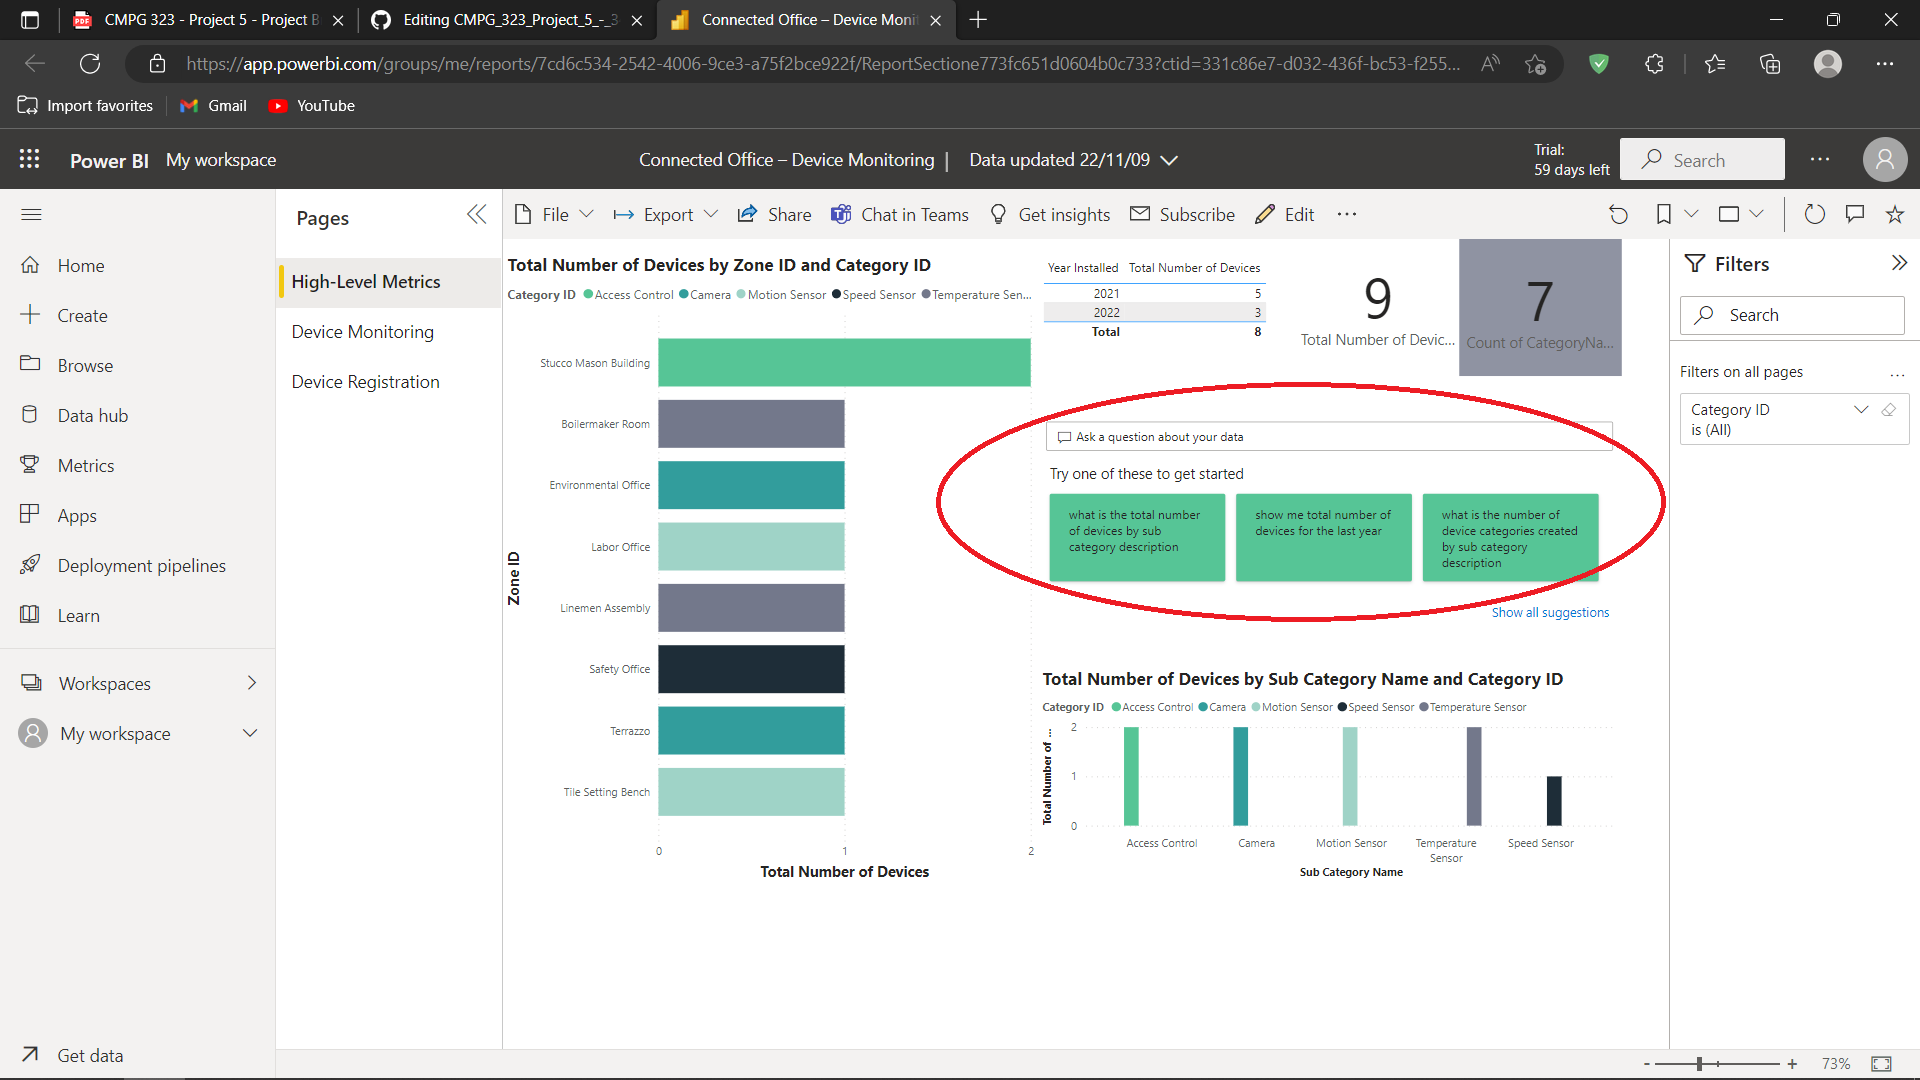 CMPG 323 - Project 5 - Project B
Editing CMPG_323_Project_5_-_3
Connected Office – Device Monit
https://app.powerbi.com/groups/me/reports/7cd6c534-2542-4006-9ce3-a75f2bce922f/ReportSectione773fc651d0604b0c733?ctid=331c86e7-d032-436f-bc53-f255...
Import favorites
Gmail
YouTube
Power BI My workspace
Connected Office – Device Monitoring | Data updated 22/11/09
Trial:
59 days left
Search
Pages
File
Export
Share
Chat in Teams
Get insights
Subscribe
Edit
Home
Create
Browse
Data hub
Metrics
Apps
Deployment pipelines
Learn
Workspaces
My workspace
Get data
High-Level Metrics
Device Monitoring
Device Registration
Total Number of Devices by Zone ID and Category ID
Category ID Access Control Camera Motion Sensor Speed Sensor Temperature Sen...
Zone ID
Stucco Mason Building
Boilermaker Room
Environmental Office
Labor Office
Linemen Assembly
Safety Office
Terrazzo
Tile Setting Bench
0 1 2
Total Number of Devices
Year Installed Total Number of Devices
2021 5
2022 3
Total 8
9
Total Number of Devic...
7
Count of CategoryNa...
Ask a question about your data
Try one of these to get started
what is the total number
of devices by sub
category description
show me total number of
devices for the last year
what is the number of
device categories created
by sub category
description
Show all suggestions
Total Number of Devices by Sub Category Name and Category ID
Category ID Access Control Camera Motion Sensor Speed Sensor Temperature Sensor
Total Number of ...
2
1
0
Access Control
Camera
Motion Sensor
Temperature
Sensor
Speed Sensor
Sub Category Name
Filters
Search
Filters on all pages
...
Category ID
is (All)
- + 73%